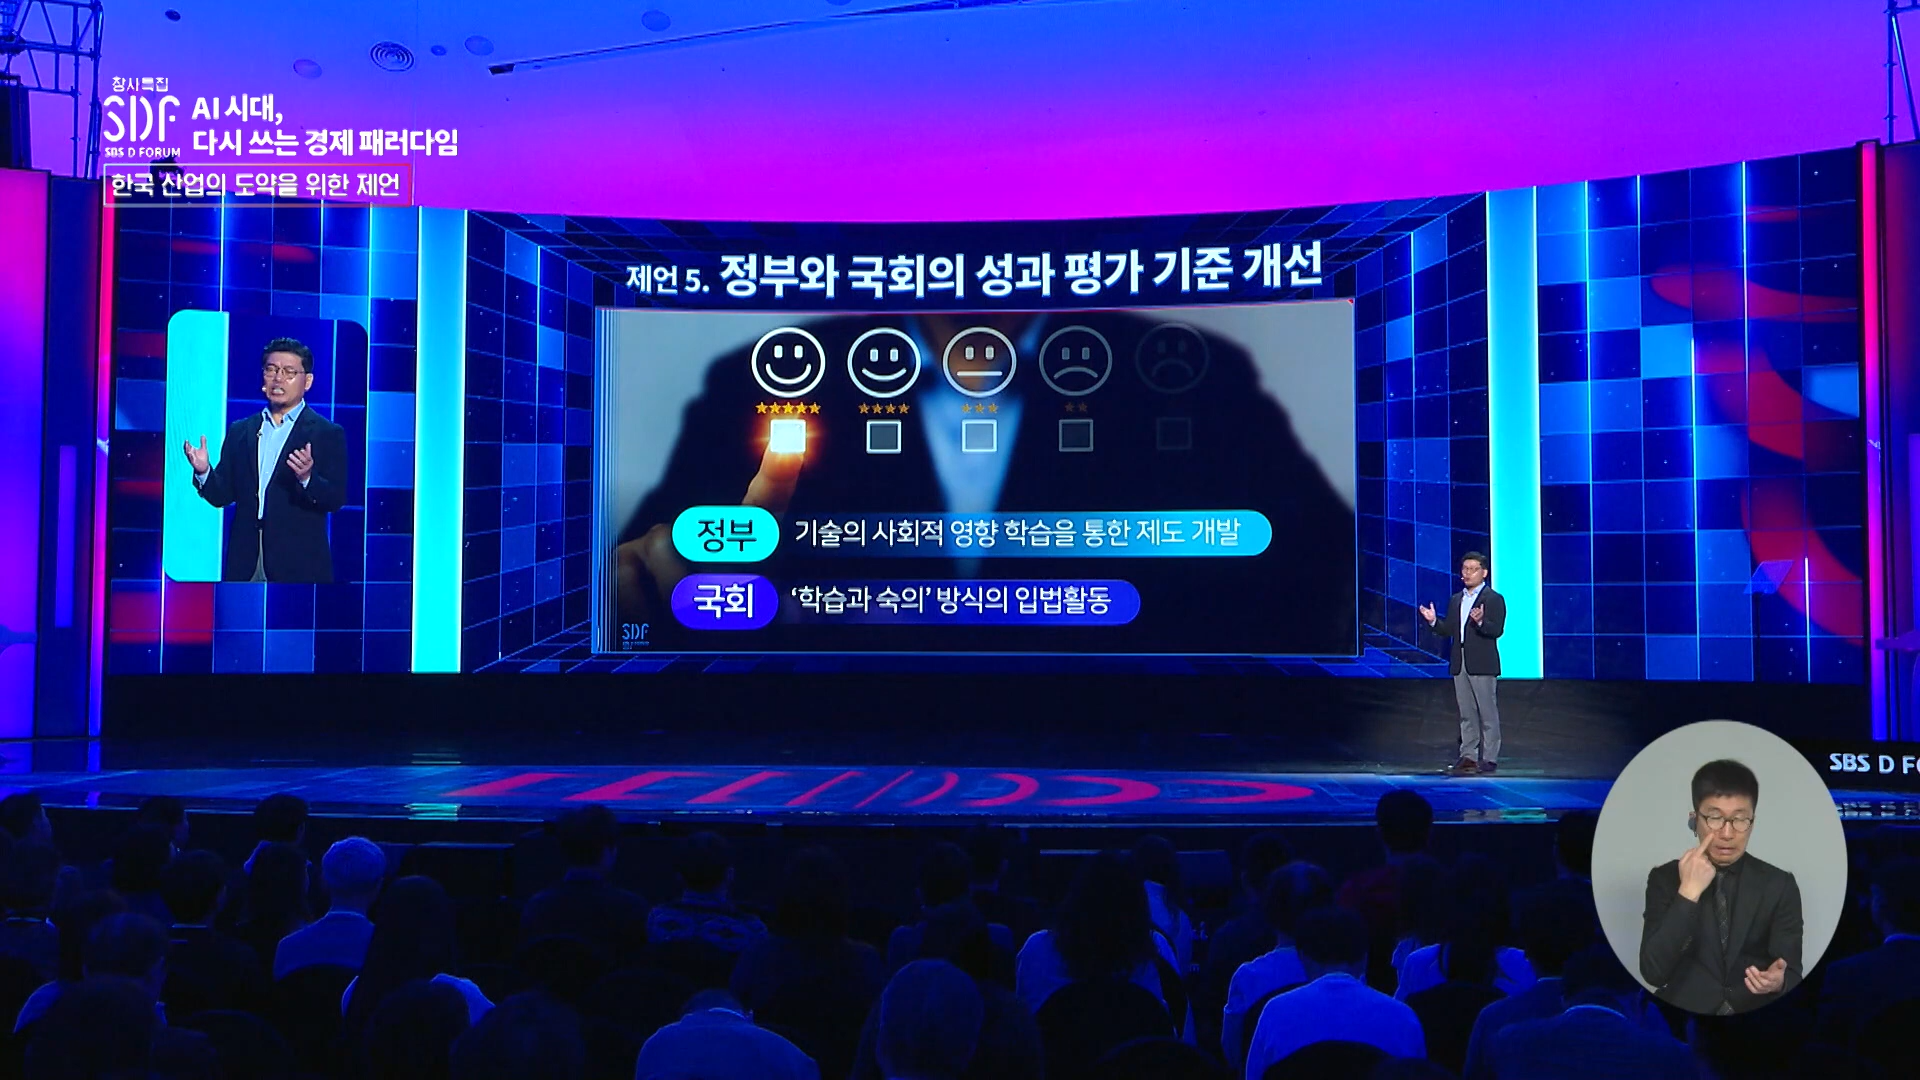 창사특집
SDF
SBS D FORUM
AI 시대,
다시 쓰는 경제 패러다임
한국 산업의 도약을 위한 제언
제언 5. 정부와 국회의 성과 평가 기준 개선
정부 기술의 사회적 영향 학습을 통한 제도 개발
국회 ‘학습과 숙의’ 방식의 입법활동
SDF
SBS D FO